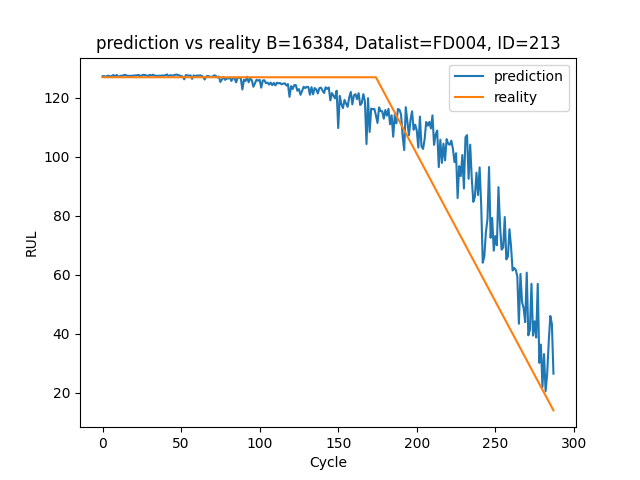 prediction vs reality B=16384, Datalist=FD004, ID=213
prediction
reality
RUL
120
100
80
60
40
20
0 50 100 150 200 250 300
Cycle